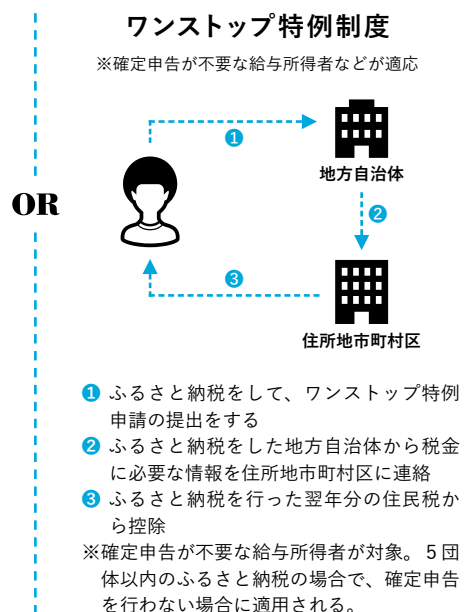 ワンストップ特例制度
※確定申告が不要な給与所得者などが適応
❶
地方自治体
OR
❷
❸
住所地市町村区
❶ ふるさと納税をして、ワンストップ特例
申請の提出をする
❷ ふるさと納税をした地方自治体から税金
に必要な情報を住所地市町村区に連絡
❸ ふるさと納税を行った翌年分の住民税か
ら控除
※確定申告が不要な給与所得者が対象。5団
体以内のふるさと納税の場合で、確定申告
を行わない場合に適用される。